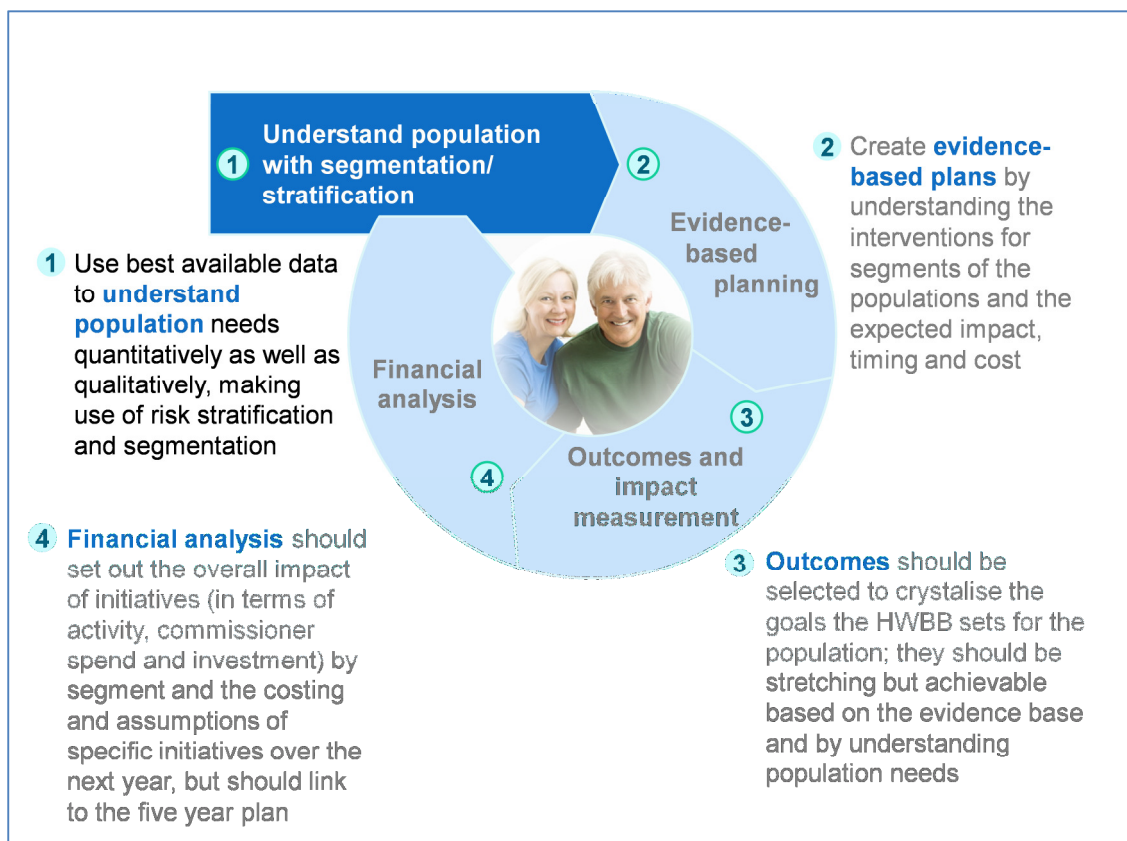 1 Understand population
with segmentation/
stratification
2
Evidence-
based
planning
3
Outcomes and
impact
measurement
4
Financial
analysis
1 Use best available data
to understand
population needs
quantitatively as well as
qualitatively, making
use of risk stratification
and segmentation
2 Create evidence-
based plans by
understanding the
interventions for
segments of the
populations and the
expected impact,
timing and cost
3 Outcomes should be
selected to crystalise the
goals the HWBB sets for the
population; they should be
stretching but achievable
based on the evidence base
and by understanding
population needs
4 Financial analysis should
set out the overall impact
of initiatives (in terms of
activity, commissioner
spend and investment) by
segment and the costing
and assumptions of
specific initiatives over the
next year, but should link
to the five year plan